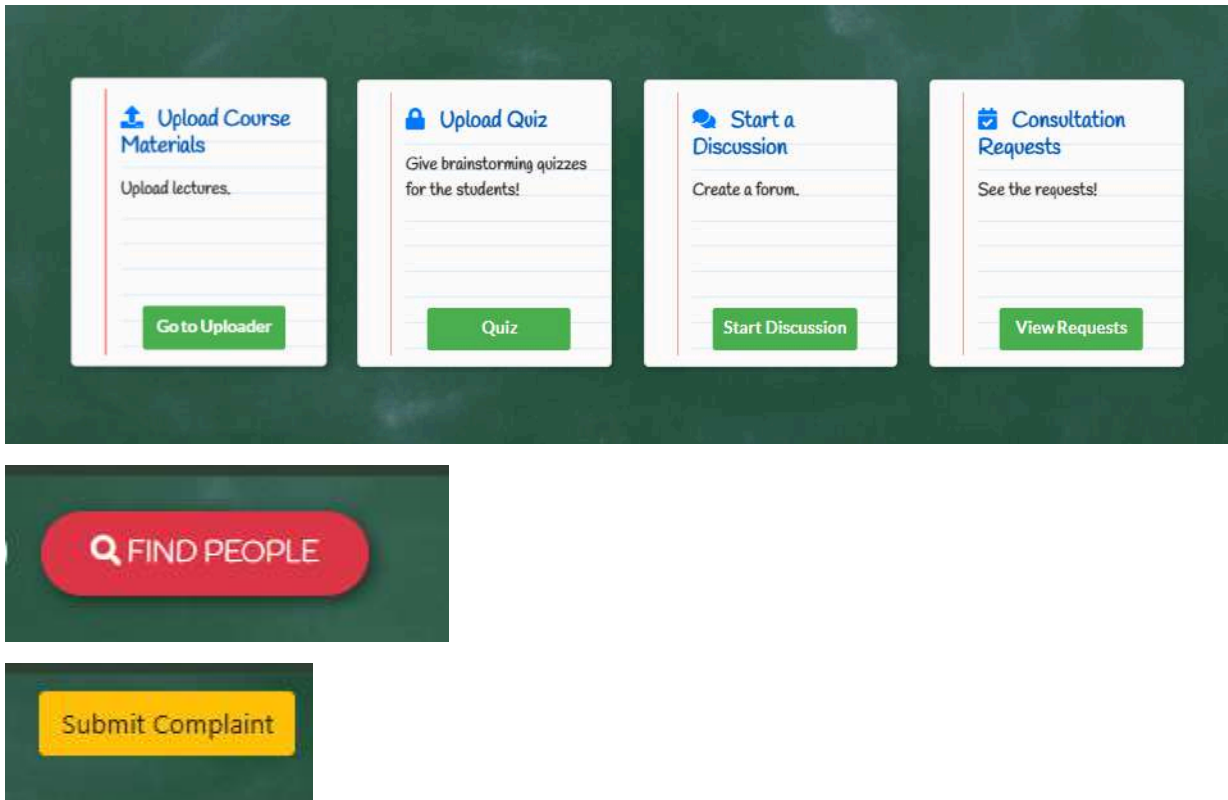 Upload Course
Materials
Upload lectures.
Go to Uploader
Upload Quiz
Give brainstorming quizzes
for the students!
Quiz
Start a
Discussion
Create a forum.
Start Discussion
Consultation
Requests
See the requests!
View Requests
FIND PEOPLE
Submit Complaint